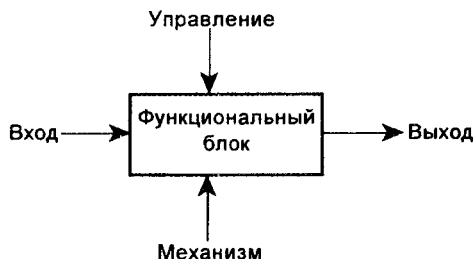 Управление
Вход
Функциональный
блок
Выход
Механизм